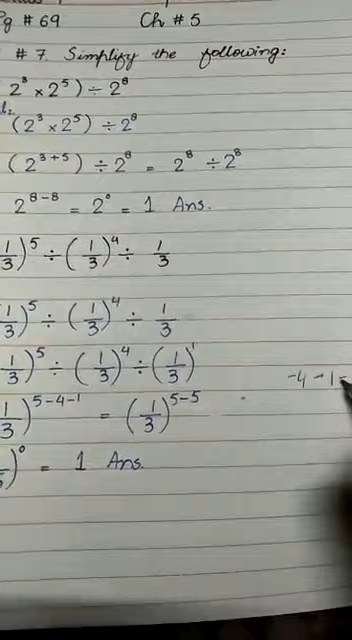 Pg # 69 Ch # 5
# 7. Simplify the following:
2³ × 2⁵) ÷ 2⁸
(2³ × 2⁵) ÷ 2⁸
(2³⁺⁵) ÷ 2⁸ = 2⁸ ÷ 2⁸
2⁸⁻⁸ = 2⁰ = 1 Ans.
1/3)⁵ ÷ (1/3)⁴ ÷ 1/3
1/3)⁵ ÷ (1/3)⁴ ÷ 1/3
1/3)⁵ ÷ (1/3)⁴ ÷ (1/3)¹
-4-1-
1/3)⁵⁻⁴⁻¹ = (1/3)⁵⁻⁵
)⁰ = 1 Ans.